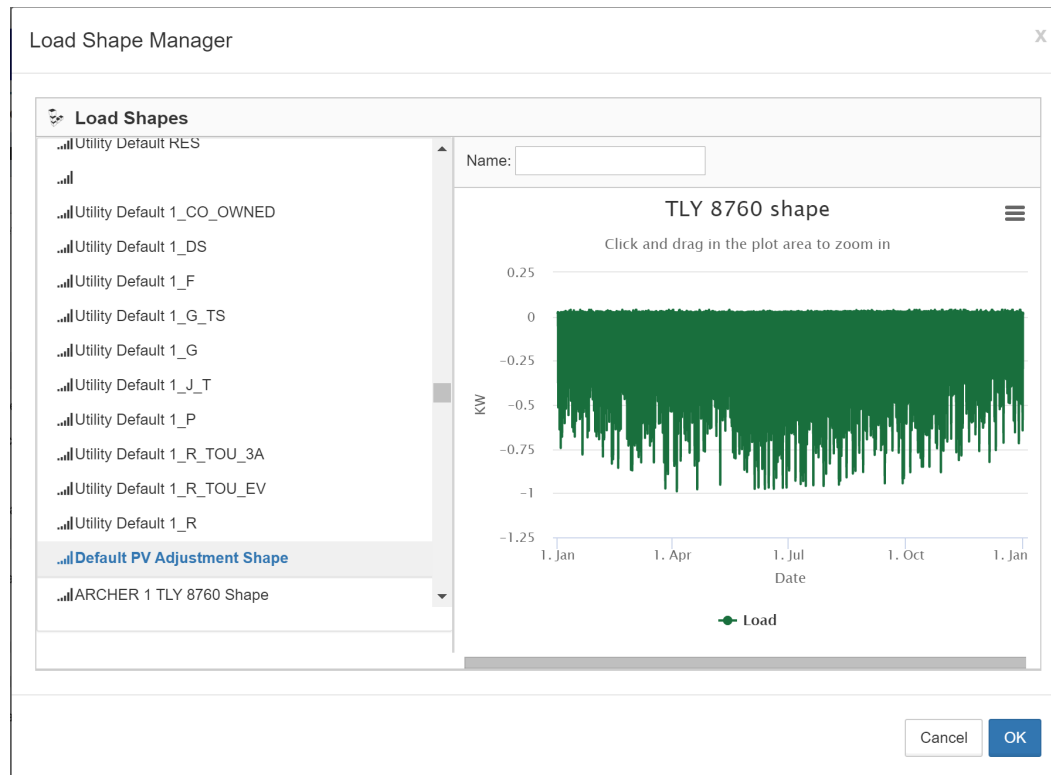 Load Shape Manager
x
Load Shapes
Utility Default RES
Utility Default 1_CO_OWNED
Utility Default 1_DS
Utility Default 1_F
Utility Default 1_G_TS
Utility Default 1_G
Utility Default 1_J_T
Utility Default 1_P
Utility Default 1_R_TOU_3A
Utility Default 1_R_TOU_EV
Utility Default 1_R
Default PV Adjustment Shape
ARCHER 1 TLY 8760 Shape
Name:
TLY 8760 shape
Click and drag in the plot area to zoom in
KW
0.25
0
−0.25
−0.5
−0.75
−1
−1.25
1. Jan 1. Apr 1. Jul 1. Oct 1. Jan
Date
Load
Cancel OK